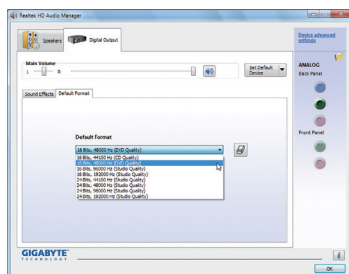 Realtek HD Audio Manager
Speakers
Digital Output
Device advanced
settings
Main Volume
L
R
Set Default
Device
ANALOG
Back Panel
Sound Effects
Default Format
Default Format
16 Bits, 48000 Hz (DVD Quality)
16 Bits, 44100 Hz (CD Quality)
16 Bits, 48000 Hz (DVD Quality)
16 Bits, 96000 Hz (Studio Quality)
16 Bits, 192000 Hz (Studio Quality)
24 Bits, 44100 Hz (Studio Quality)
24 Bits, 48000 Hz (Studio Quality)
24 Bits, 96000 Hz (Studio Quality)
24 Bits, 192000 Hz (Studio Quality)
Front Panel
GIGABYTE
TECHNOLOGY
OK